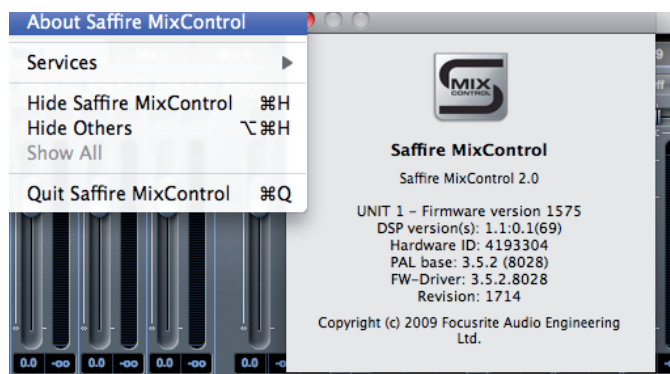 About Saffire MixControl
Services
Hide Saffire MixControl ⌘H
Hide Others ⌥⌘H
Show All
Quit Saffire MixControl ⌘Q
MIX
CONTROL
Saffire MixControl
Saffire MixControl 2.0
UNIT 1 – Firmware version 1575
DSP version(s): 1.1:0.1(69)
Hardware ID: 4193304
PAL base: 3.5.2 (8028)
FW-Driver: 3.5.2.8028
Revision: 1714
Copyright (c) 2009 Focusrite Audio Engineering
Ltd.
0.0 -oo 0.0 -oo 0.0 -oo 0.0